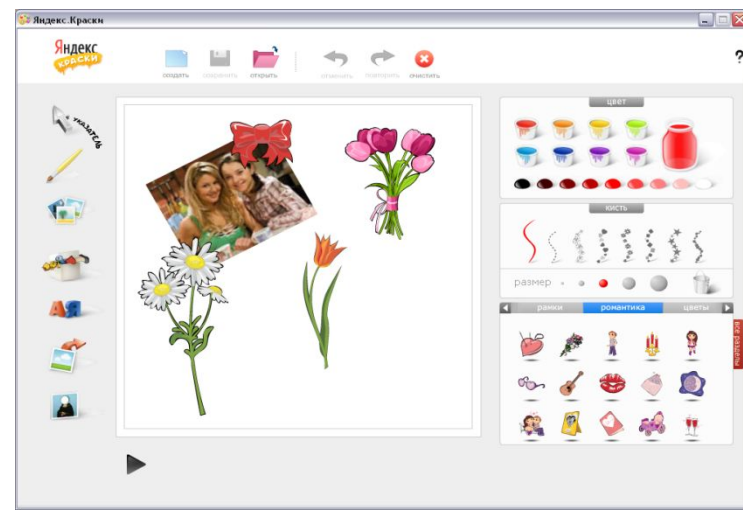 Яндекс.Краски
Яндекс
КРАСКИ
создать сохранить открыть отменить повторить очистить
?
указатель
цвет
кисть
размер
рамки романтика цветы
все разделы
АЯ